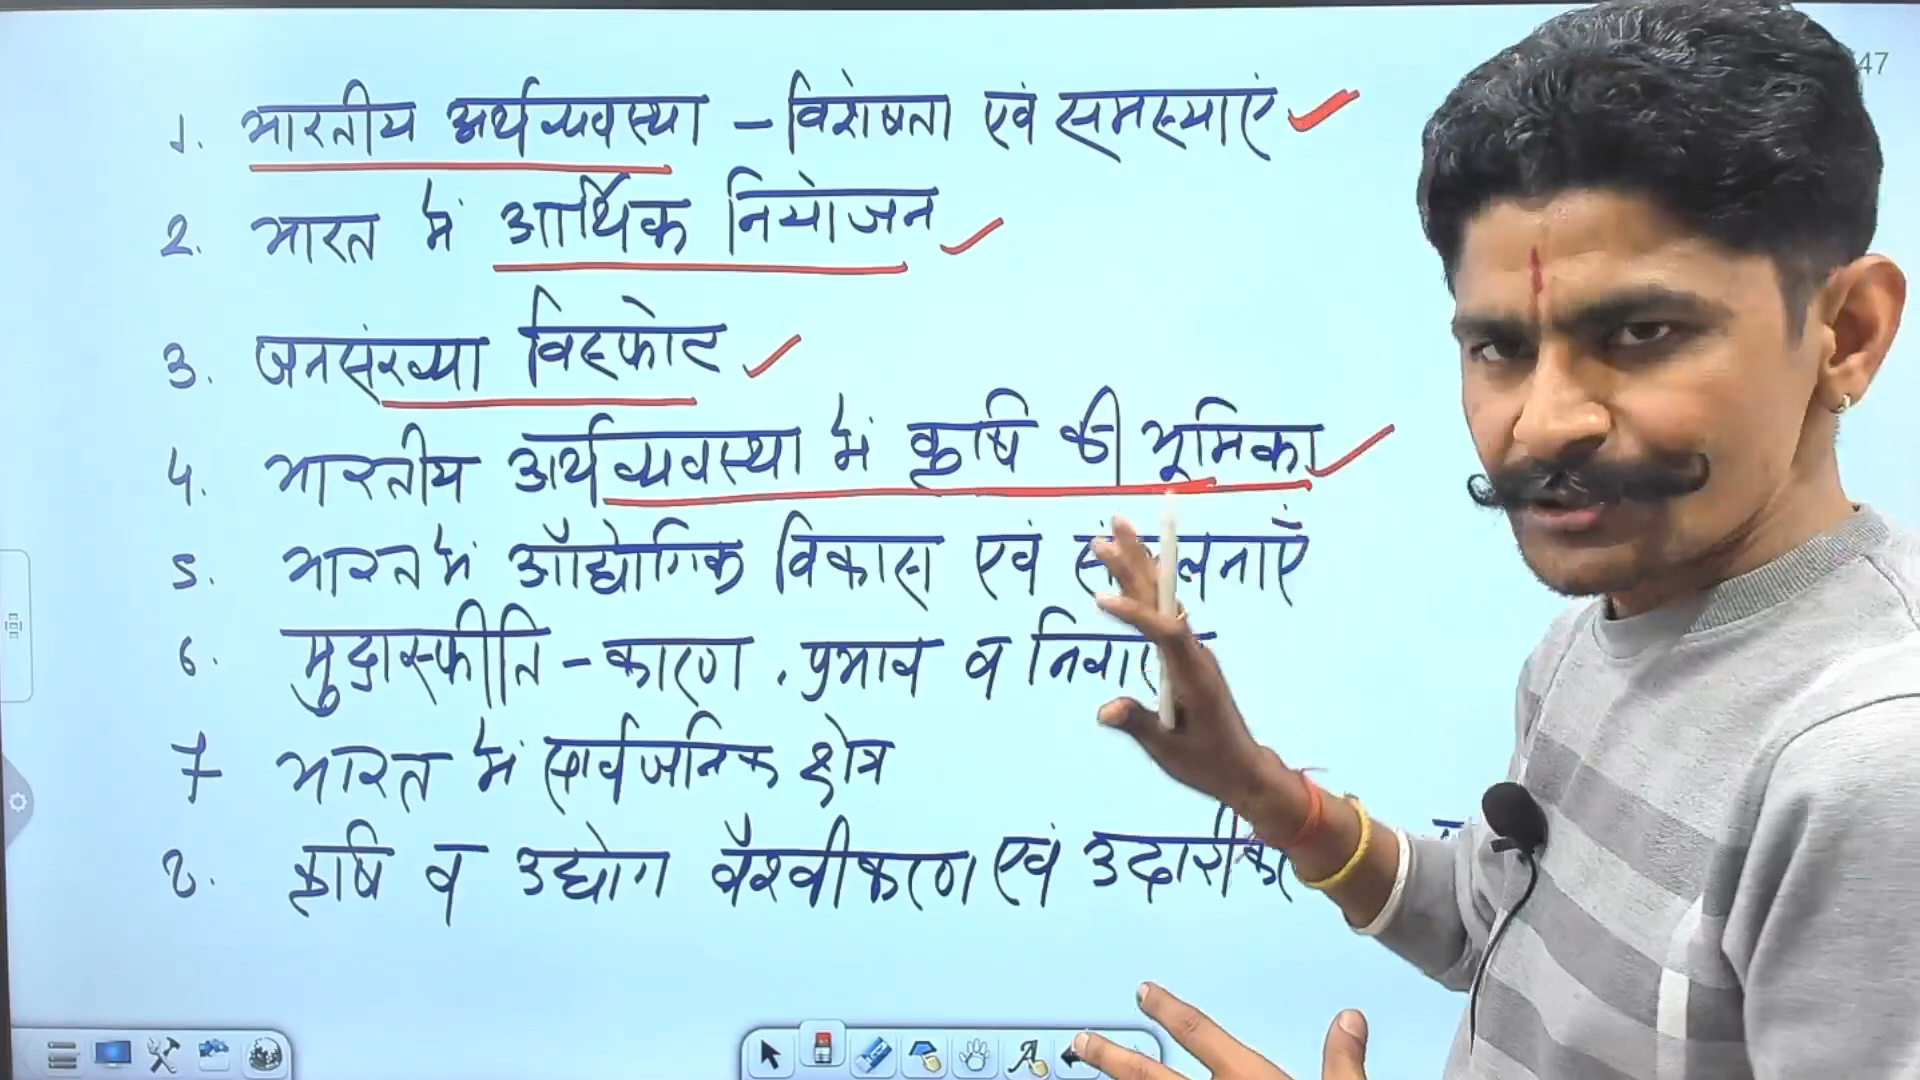 47
1. भारतीय अर्थव्यवस्था – विशेषता एवं समस्याएं
2. भारत में आर्थिक नियोजन
3. जनसंख्या विस्फोट
4. भारतीय अर्थव्यवस्था में कृषि की भूमिका
5. भारत में औद्योगिक विकास एवं
6. मुद्रास्फीति – कारण, प्रभाव व
7 भारत में सार्वजनिक क्षेत्र
8. कृषि व उद्योग वैश्वीकरण एवं